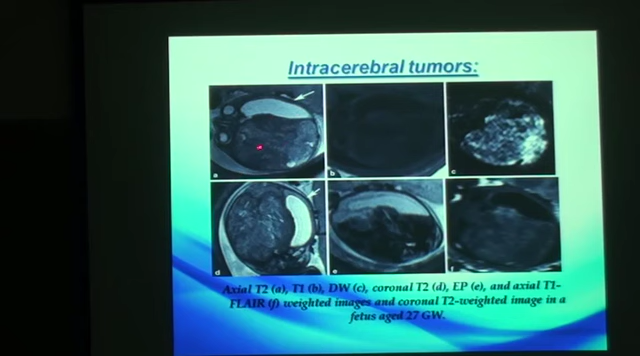 Intracerebral tumors:
a
b
c
d
e
f
Axial T2 (a), T1 (b), DW (c), coronal T2 (d), EP (e), and axial T1-
FLAIR (f) weighted images and coronal T2-weighted image in a
fetus aged 27 GW.